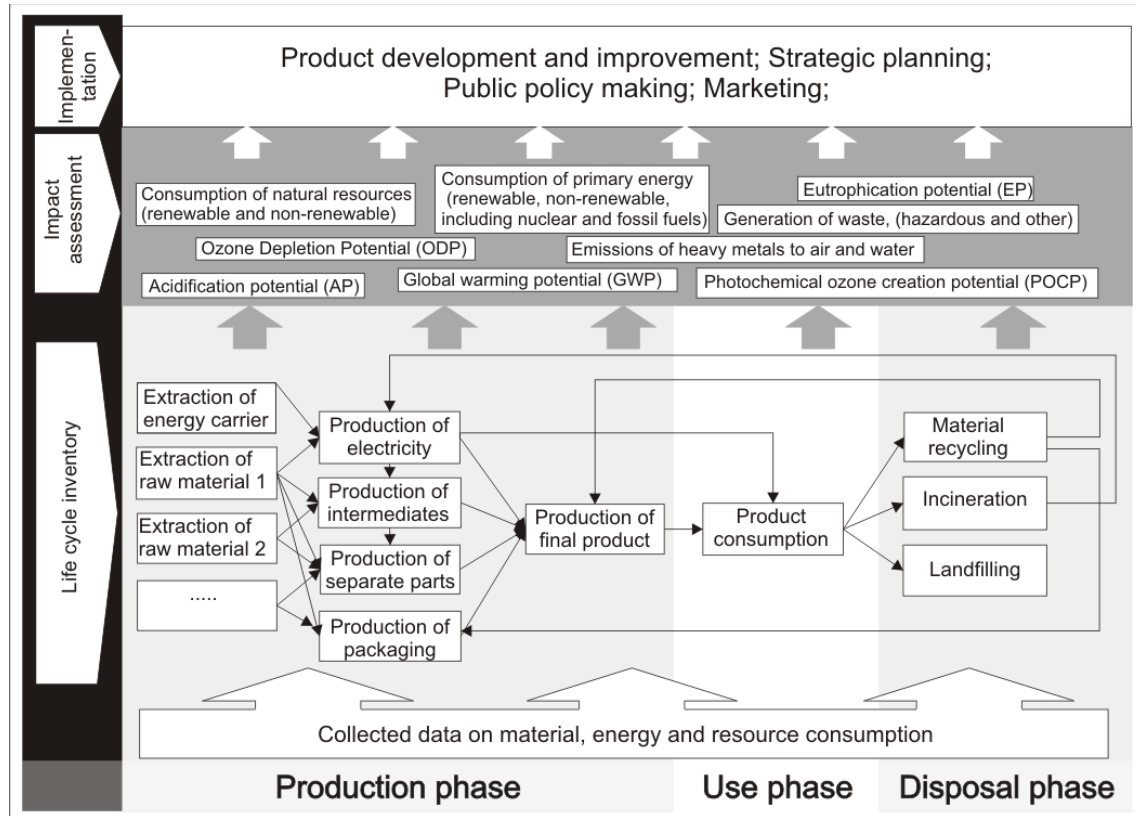 Implemen-
tation
Product development and improvement; Strategic planning;
Public policy making; Marketing;
Impact
assessment
Consumption of natural resources
(renewable and non-renewable)
Consumption of primary energy
(renewable, non-renewable,
including nuclear and fossil fuels)
Eutrophication potential (EP)
Generation of waste, (hazardous and other)
Ozone Depletion Potential (ODP)
Emissions of heavy metals to air and water
Acidification potential (AP)
Global warming potential (GWP)
Photochemical ozone creation potential (POCP)
Life cycle inventory
Extraction of
energy carrier
Extraction of
raw material 1
Extraction of
raw material 2
.....
Production of
electricity
Production of
intermediates
Production of
separate parts
Production of
packaging
Production of
final product
Product
consumption
Material
recycling
Incineration
Landfilling
Collected data on material, energy and resource consumption
Production phase
Use phase
Disposal phase